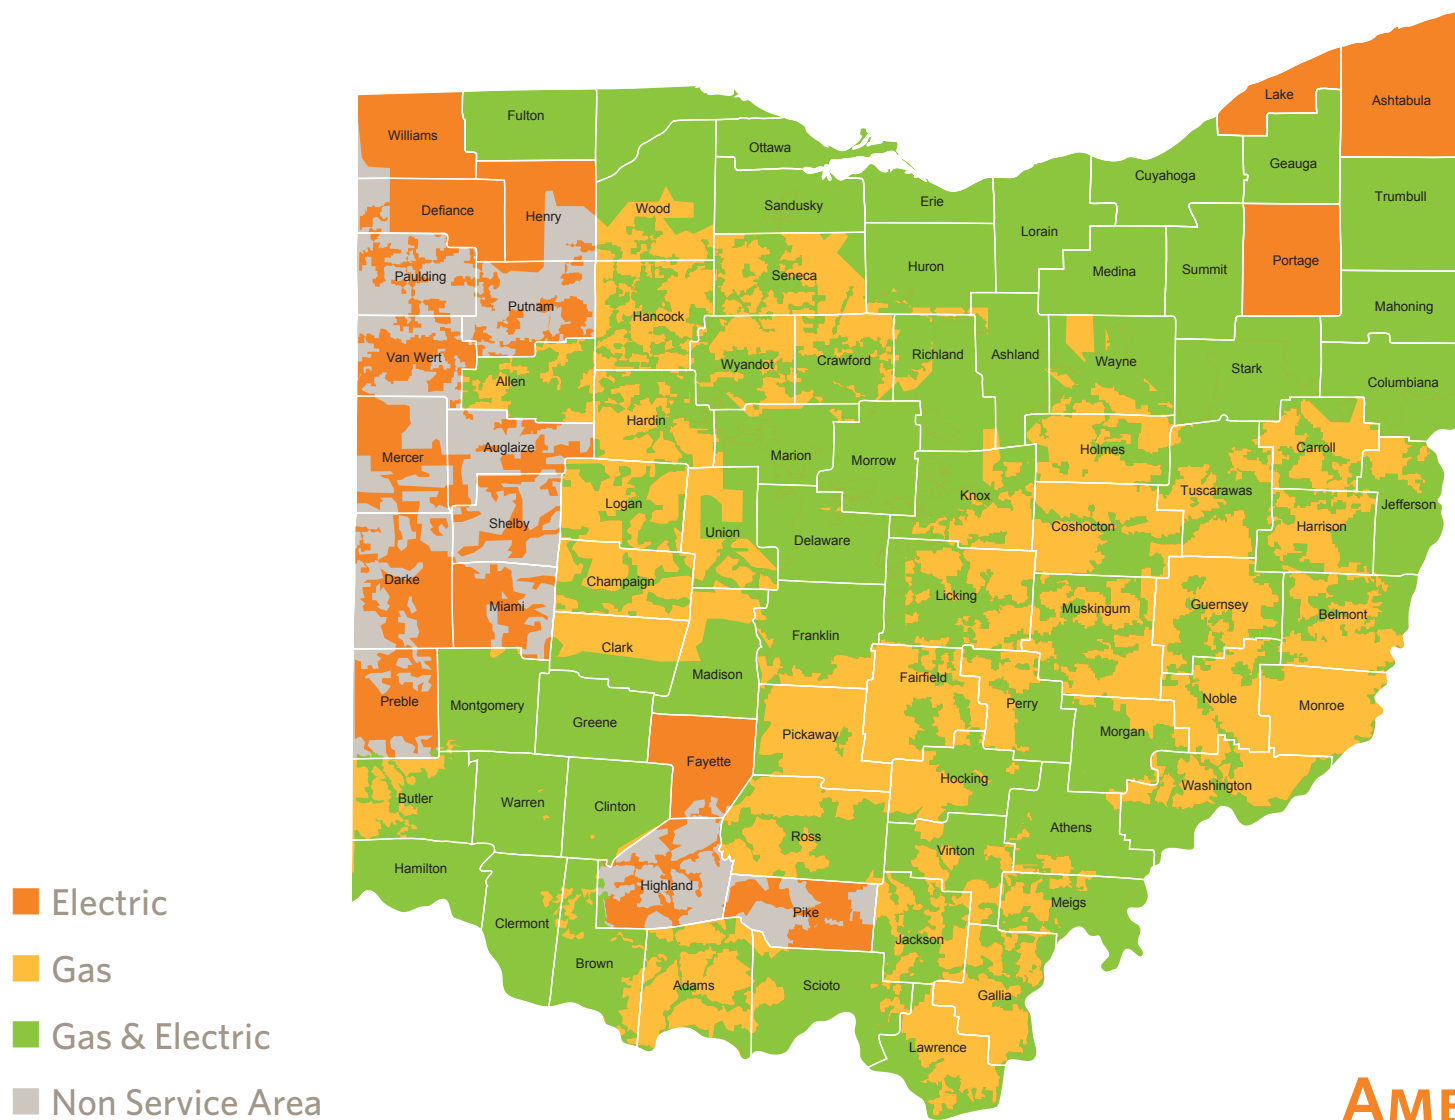 Lake
Ashtabula
Fulton
Williams
Ottawa
Geauga
Cuyahoga
Trumbull
Erie
Sandusky
Wood
Defiance
Henry
Lorain
Portage
Huron
Medina
Summit
Seneca
Paulding
Putnam
Mahoning
Hancock
Richland
Ashland
Van Wert
Crawford
Wayne
Wyandot
Stark
Allen
Columbiana
Hardin
Auglaize
Holmes
Carroll
Mercer
Marion
Morrow
Tuscarawas
Knox
Logan
Jefferson
Shelby
Union
Coshocton
Harrison
Delaware
Darke
Champaign
Licking
Miami
Muskingum
Guernsey
Belmont
Franklin
Clark
Madison
Fairfield
Noble
Preble
Montgomery
Perry
Monroe
Greene
Pickaway
Morgan
Fayette
Hocking
Washington
Butler
Warren
Clinton
Athens
Ross
Vinton
Hamilton
Highland
Meigs
Pike
Clermont
Jackson
Brown
Adams
Scioto
Gallia
Lawrence
Electric
Gas
Gas & Electric
Non Service Area
AME